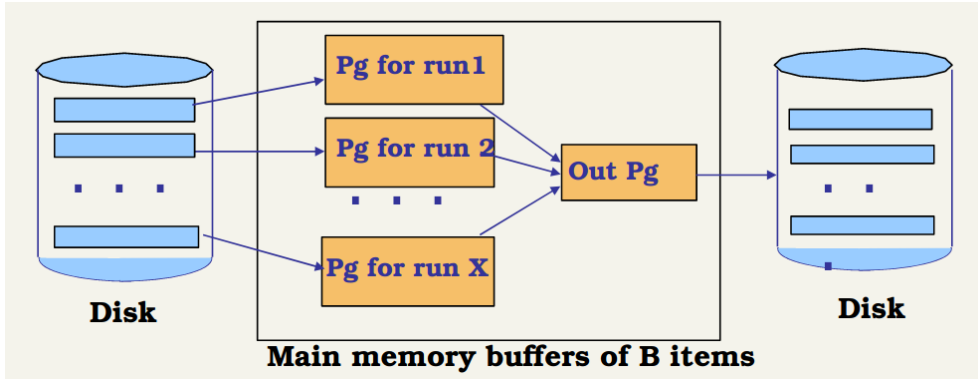 Pg for run1
Pg for run 2
. . .
Pg for run X
Out Pg
. . .
. .
.
Disk
Disk
Main memory buffers of B items